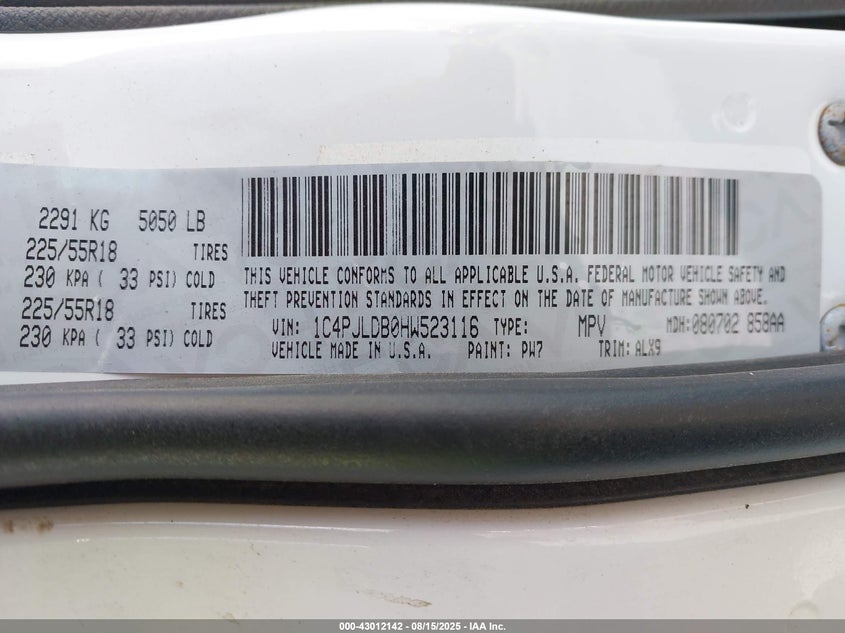 2291 KG 5050 LB
225/55R18 TIRES
230 KPA ( 33 PSI) COLD
225/55R18 TIRES
230 KPA ( 33 PSI) COLD
THIS VEHICLE CONFORMS TO ALL APPLICABLE U.S.A. FEDERAL MOTOR VEHICLE SAFETY AND
THEFT PREVENTION STANDARDS IN EFFECT ON THE DATE OF MANUFACTURE SHOWN ABOVE.
VIN: 1C4PJLDB0HW523116 TYPE: MPV MDH:080702 858AA
VEHICLE MADE IN U.S.A. PAINT: PW7 TRIM: ALX9
000-43012142 - 08/15/2025 - IAA Inc.